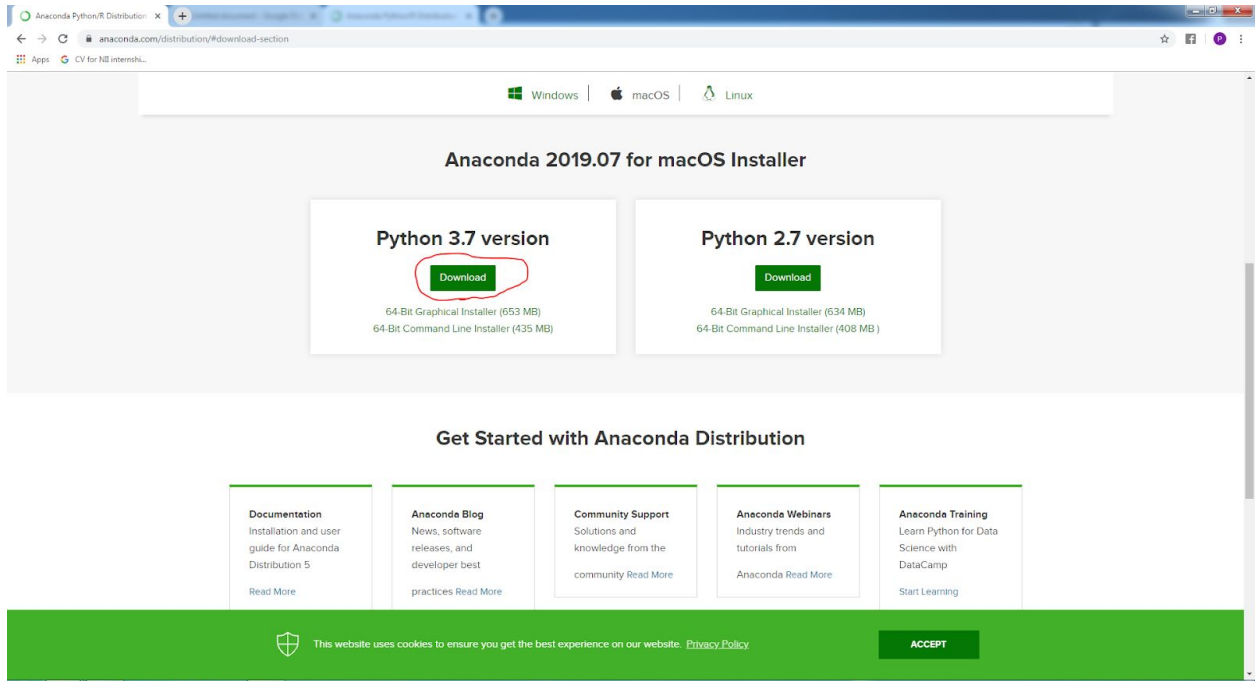 Anaconda Python/R Distribution
anaconda.com/distribution/#download-section
Apps CV for NII internshi...
Windows macOS Linux
Anaconda 2019.07 for macOS Installer
Python 3.7 version
Download
64-Bit Graphical Installer (653 MB)
64-Bit Command Line Installer (435 MB)
Python 2.7 version
Download
64-Bit Graphical Installer (634 MB)
64-Bit Command Line Installer (408 MB )
Get Started with Anaconda Distribution
Documentation
Installation and user
guide for Anaconda
Distribution 5
Read More
Anaconda Blog
News, software
releases, and
developer best
practices Read More
Community Support
Solutions and
knowledge from the
community Read More
Anaconda Webinars
Industry trends and
tutorials from
Anaconda Read More
Anaconda Training
Learn Python for Data
Science with
DataCamp
Start Learning
This website uses cookies to ensure you get the best experience on our website. Privacy Policy
ACCEPT